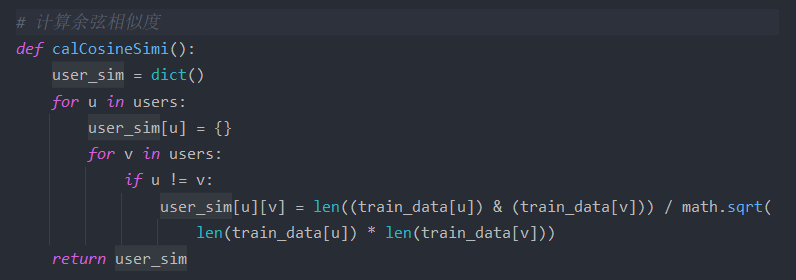 # 计算余弦相似度
def calCosineSimi():
    user_sim = dict()
    for u in users:
        user_sim[u] = {}
        for v in users:
            if u != v:
                user_sim[u][v] = len((train_data[u]) & (train_data[v])) / math.sqrt(
                    len(train_data[u]) * len(train_data[v]))
    return user_sim